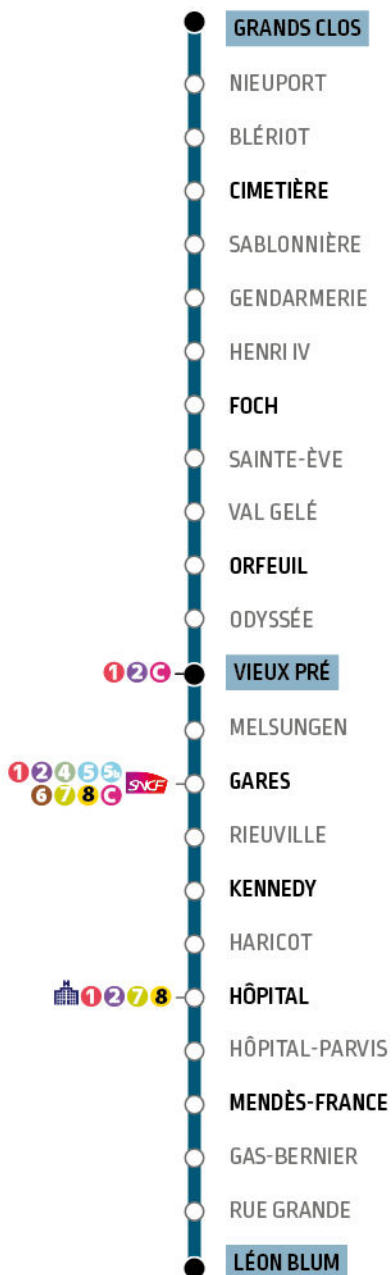 GRANDS CLOS
NIEUPORT
BLÉRIOT
CIMETIÈRE
SABLONNIÈRE
GENDARMERIE
HENRI IV
FOCH
SAINTE-ÈVE
VAL GELÉ
ORFEUIL
ODYSSÉE
1 2 C VIEUX PRÉ
MELSUNGEN
1 2 4 5 5b
6 7 8 C SNCF GARES
RIEUVILLE
KENNEDY
HARICOT
H 1 2 7 8 HÔPITAL
HÔPITAL-PARVIS
MENDÈS-FRANCE
GAS-BERNIER
RUE GRANDE
LÉON BLUM